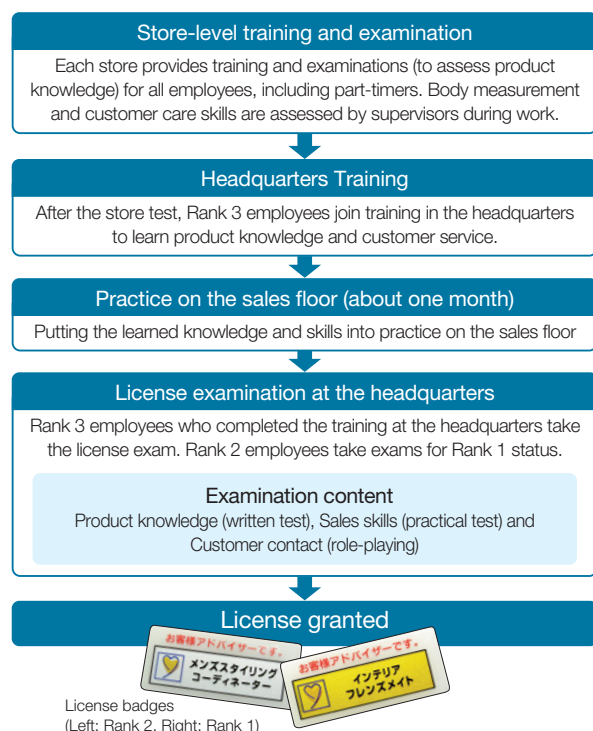 Store-level training and examination
Each store provides training and examinations (to assess product
knowledge) for all employees, including part-timers. Body measurement
and customer care skills are assessed by supervisors during work.
Headquarters Training
After the store test, Rank 3 employees join training in the headquarters
to learn product knowledge and customer service.
Practice on the sales floor (about one month)
Putting the learned knowledge and skills into practice on the sales floor
License examination at the headquarters
Rank 3 employees who completed the training at the headquarters take
the license exam. Rank 2 employees take exams for Rank 1 status.
Examination content
Product knowledge (written test), Sales skills (practical test) and
Customer contact (role-playing)
License granted
お客様アドバイザーです。
メンズスタイリング
コーディネーター
お客様アドバイザーです。
インテリア
フレンズメイト
License badges
(Left: Rank 2, Right: Rank 1)